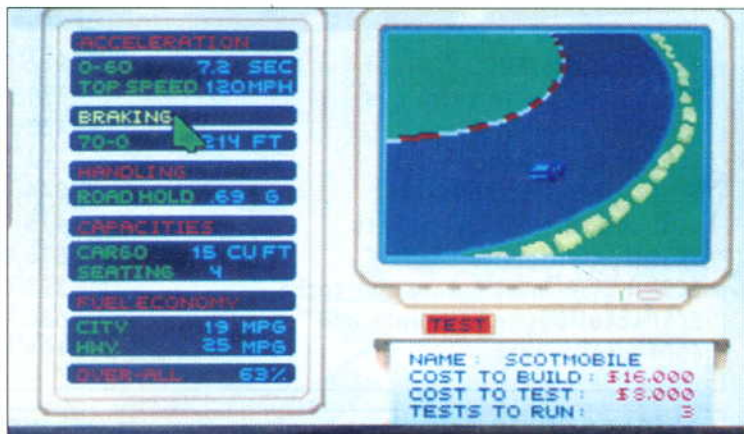 ACCELERATION
0-60 7.2 SEC
TOP SPEED 120MPH
BRAKING
70-0 214 FT
HANDLING
ROAD HOLD .69 G
CAPACITIES
CARGO 15 CU FT
SEATING 4
FUEL ECONOMY
CITY 19 MPG
HWY. 25 MPG
OVER-ALL 63%
TEST
NAME: SCOTMOBILE
COST TO BUILD: $16,000
COST TO TEST: $8,000
TESTS TO RUN: 3